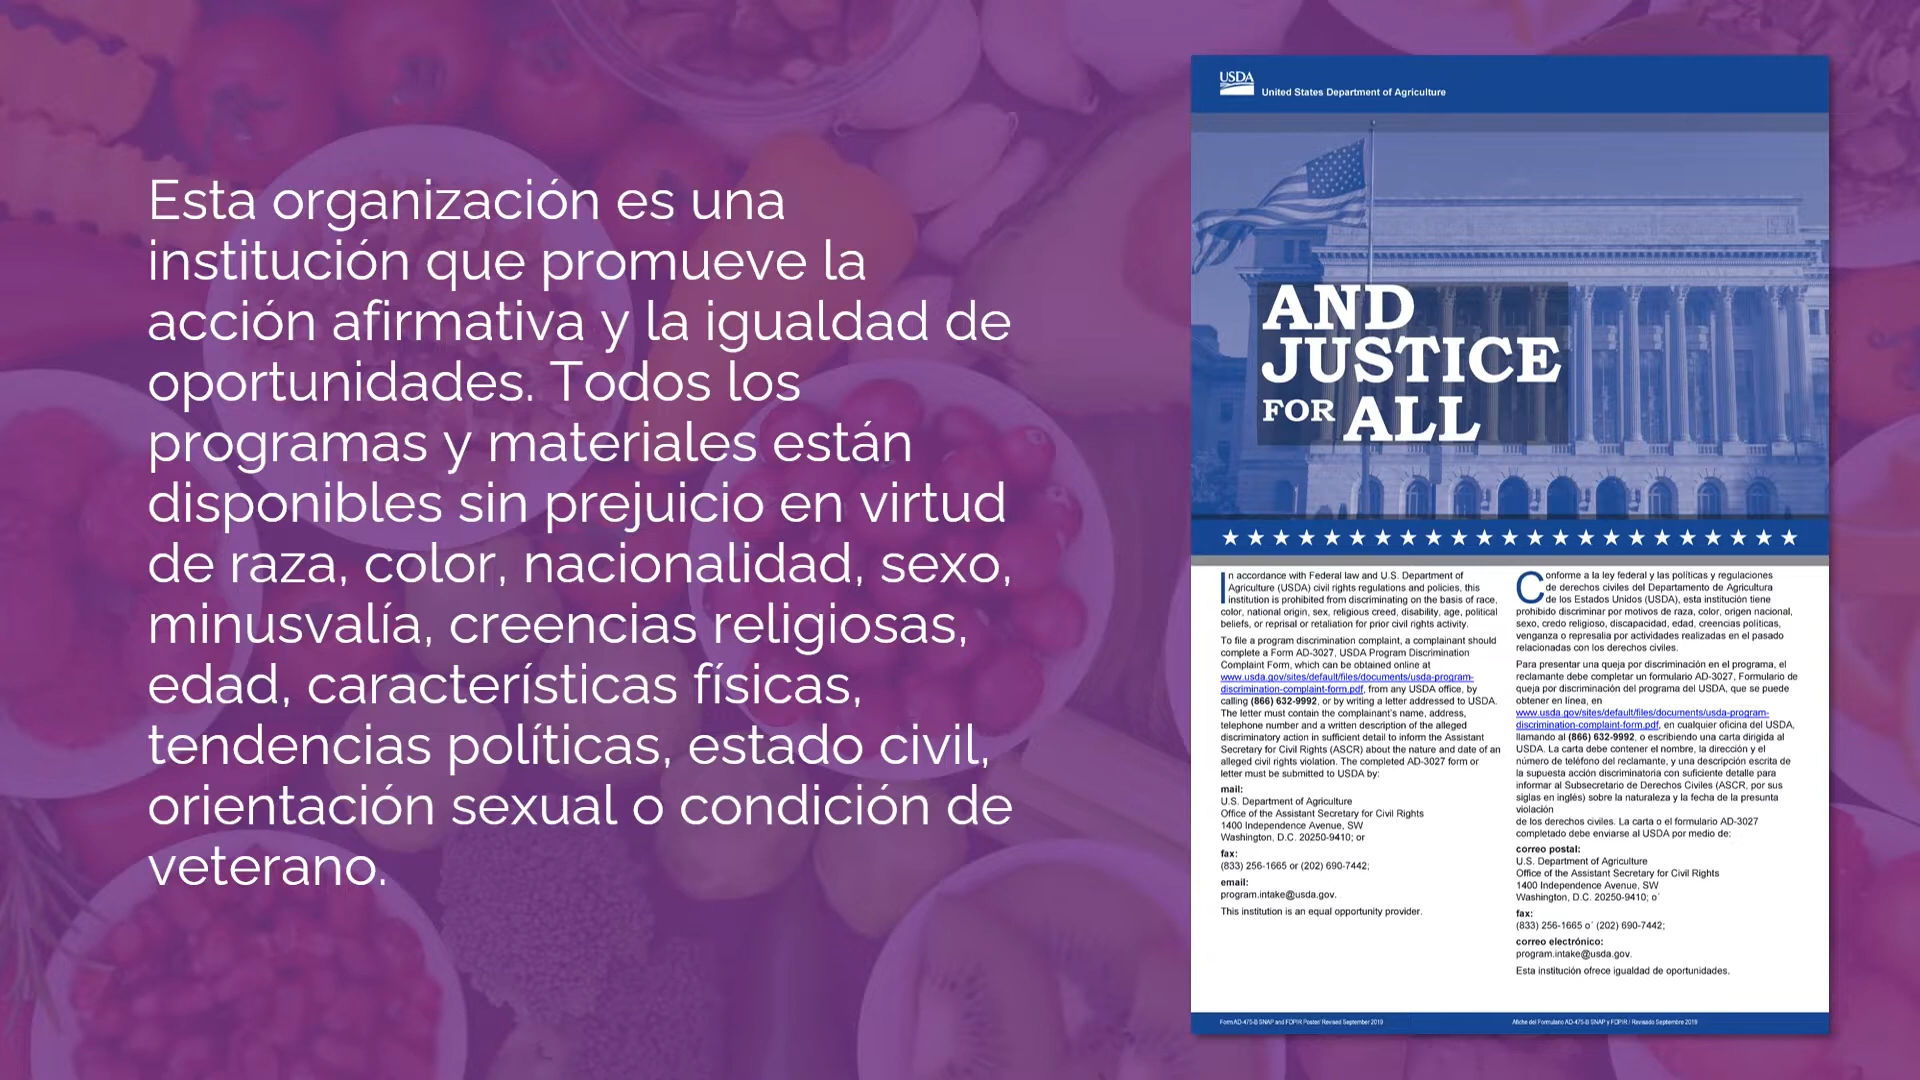 Esta organización es una
institución que promueve la
acción afirmativa y la igualdad de
oportunidades. Todos los
programas y materiales están
disponibles sin prejuicio en virtud
de raza, color, nacionalidad, sexo,
minusvalía, creencias religiosas,
edad, características físicas,
tendencias políticas, estado civil,
orientación sexual o condición de
veterano.
USDA
United States Department of Agriculture
AND
JUSTICE
FOR ALL
In accordance with Federal law and U.S. Department of
Agriculture (USDA) civil rights regulations and policies, this
institution is prohibited from discriminating on the basis of race,
color, national origin, sex, religious creed, disability, age, political
beliefs, or reprisal or retaliation for prior civil rights activity.
To file a program discrimination complaint, a complainant should
complete a Form AD-3027, USDA Program Discrimination
Complaint Form, which can be obtained online at
www.usda.gov/sites/default/files/documents/usda-program-
discrimination-complaint-form.pdf, from any USDA office, by
calling (866) 632-9992, or by writing a letter addressed to USDA.
The letter must contain the complainant's name, address,
telephone number and a written description of the alleged
discriminatory action in sufficient detail to inform the Assistant
Secretary for Civil Rights (ASCR) about the nature and date of an
alleged civil rights violation. The completed AD-3027 form or
letter must be submitted to USDA by:
mail:
U.S. Department of Agriculture
Office of the Assistant Secretary for Civil Rights
1400 Independence Avenue, SW
Washington, D.C. 20250-9410; or
fax:
(833) 256-1665 or (202) 690-7442;
email:
program.intake@usda.gov.
This institution is an equal opportunity provider.
Conforme a la ley federal y las políticas y regulaciones
de derechos civiles del Departamento de Agricultura
de los Estados Unidos (USDA), esta institución tiene
prohibido discriminar por motivos de raza, color, origen nacional,
sexo, credo religioso, discapacidad, edad, creencias políticas,
venganza o represalia por actividades realizadas en el pasado
relacionadas con los derechos civiles.
Para presentar una queja por discriminación en el programa, el
reclamante debe completar un formulario AD-3027, Formulario de
queja por discriminación del programa del USDA, que se puede
obtener en línea, en
www.usda.gov/sites/default/files/documents/usda-program-
discrimination-complaint-form.pdf, en cualquier oficina del USDA,
llamando al (866) 632-9992, o escribiendo una carta dirigida al
USDA. La carta debe contener el nombre, la dirección y el
número de teléfono del reclamante, y una descripción escrita de
la supuesta acción discriminatoria con suficiente detalle para
informar al Subsecretario de Derechos Civiles (ASCR, por sus
siglas en inglés) sobre la naturaleza y la fecha de la presunta
violación
de los derechos civiles. La carta o el formulario AD-3027
completado debe enviarse al USDA por medio de:
correo postal:
U.S. Department of Agriculture
Office of the Assistant Secretary for Civil Rights
1400 Independence Avenue, SW
Washington, D.C. 20250-9410; o'
fax:
(833) 256-1665 o' (202) 690-7442;
correo electrónico:
program.intake@usda.gov.
Esta institución ofrece igualdad de oportunidades.
Form AD-475-B SNAP and FDPIR Poster/ Revised September 2019
Afiche del Formulario AD-475-B SNAP y FDPIR / Revisado Septiembre 2019